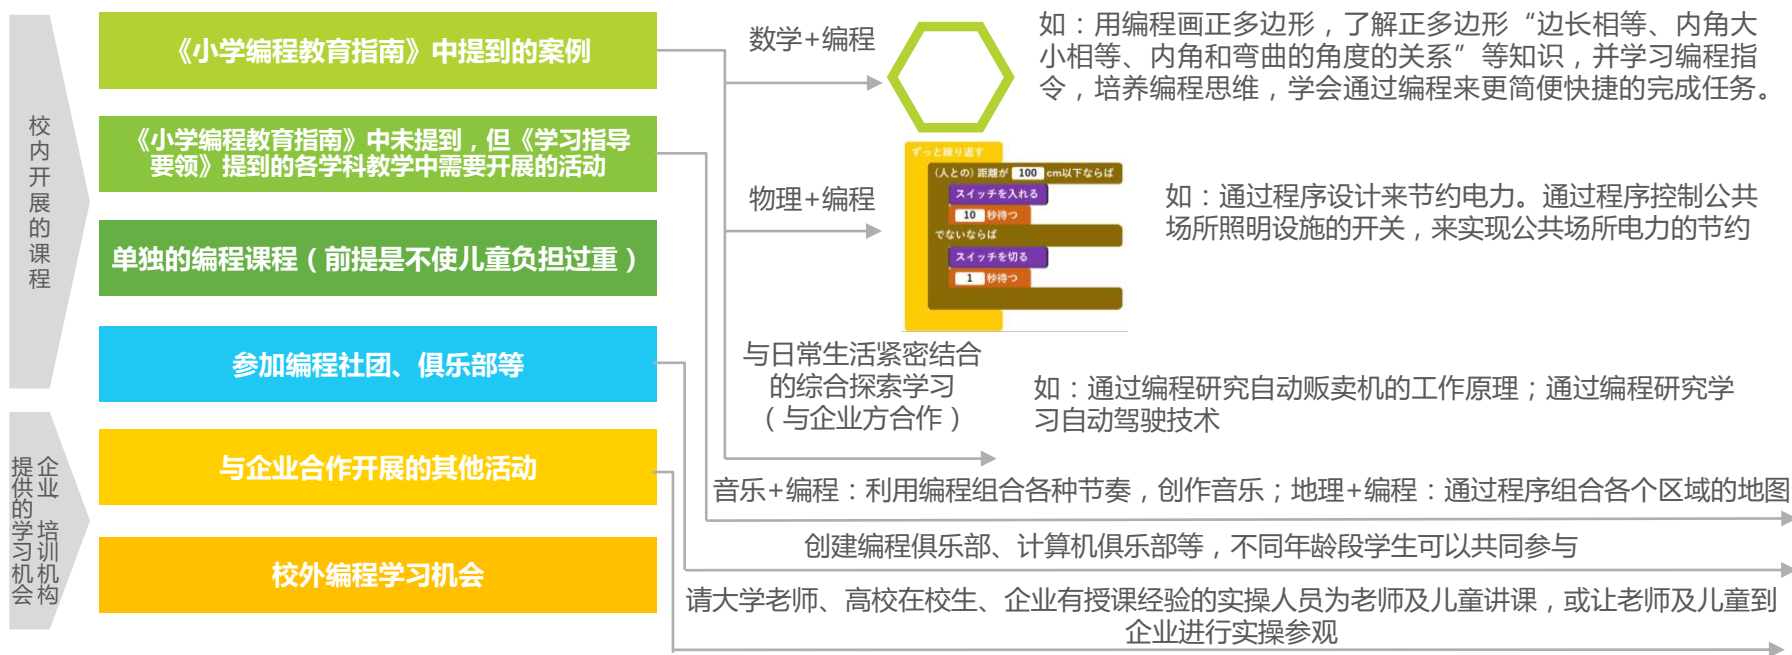 校内开展的课程
企业、培训机构
提供的学习机会
《小学编程教育指南》中提到的案例
《小学编程教育指南》中未提到，但《学习指导
要领》提到的各学科教学中需要开展的活动
单独的编程课程（前提是不使儿童负担过重）
参加编程社团、俱乐部等
与企业合作开展的其他活动
校外编程学习机会
数学+编程
如：用编程画正多边形，了解正多边形“边长相等、内角大
小相等、内角和弯曲的角度的关系”等知识，并学习编程指
令，培养编程思维，学会通过编程来更简便快捷的完成任务。
物理+编程
ずっと繰り返す
(人との) 距離が 100 cm以下ならば
スイッチを入れる
10 秒待つ
でないならば
スイッチを切る
1 秒待つ
如：通过程序设计来节约电力。通过程序控制公共
场所照明设施的开关，来实现公共场所电力的节约
与日常生活紧密结合
的综合探索学习
（与企业方合作）
如：通过编程研究自动贩卖机的工作原理；通过编程研究学
习自动驾驶技术
音乐+编程：利用编程组合各种节奏，创作音乐；地理+编程：通过程序组合各个区域的地图
创建编程俱乐部、计算机俱乐部等，不同年龄段学生可以共同参与
请大学老师、高校在校生、企业有授课经验的实操人员为老师及儿童讲课，或让老师及儿童到
企业进行实操参观